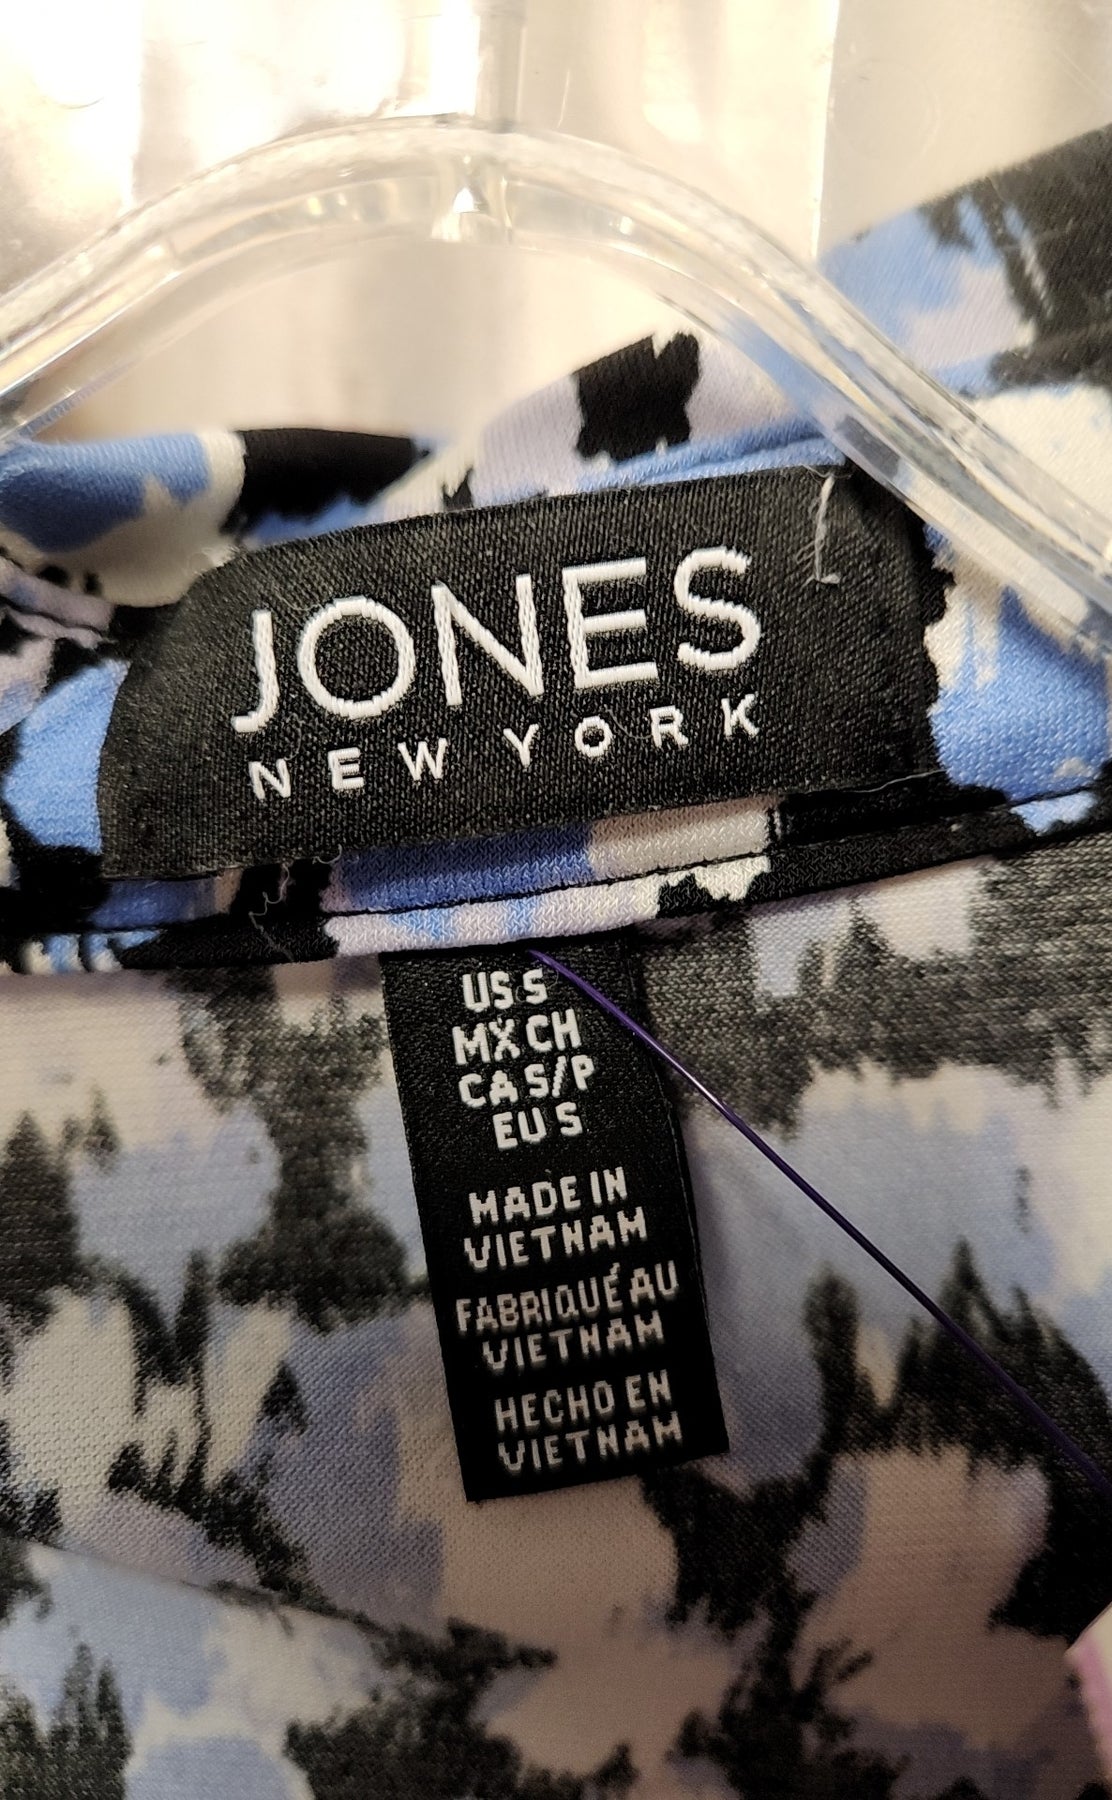 JONES
NEW YORK
US S
MX CH
CA S/P
EU S
MADE IN
VIETNAM
FABRIQUÉ AU
VIETNAM
HECHO EN
VIETNAM